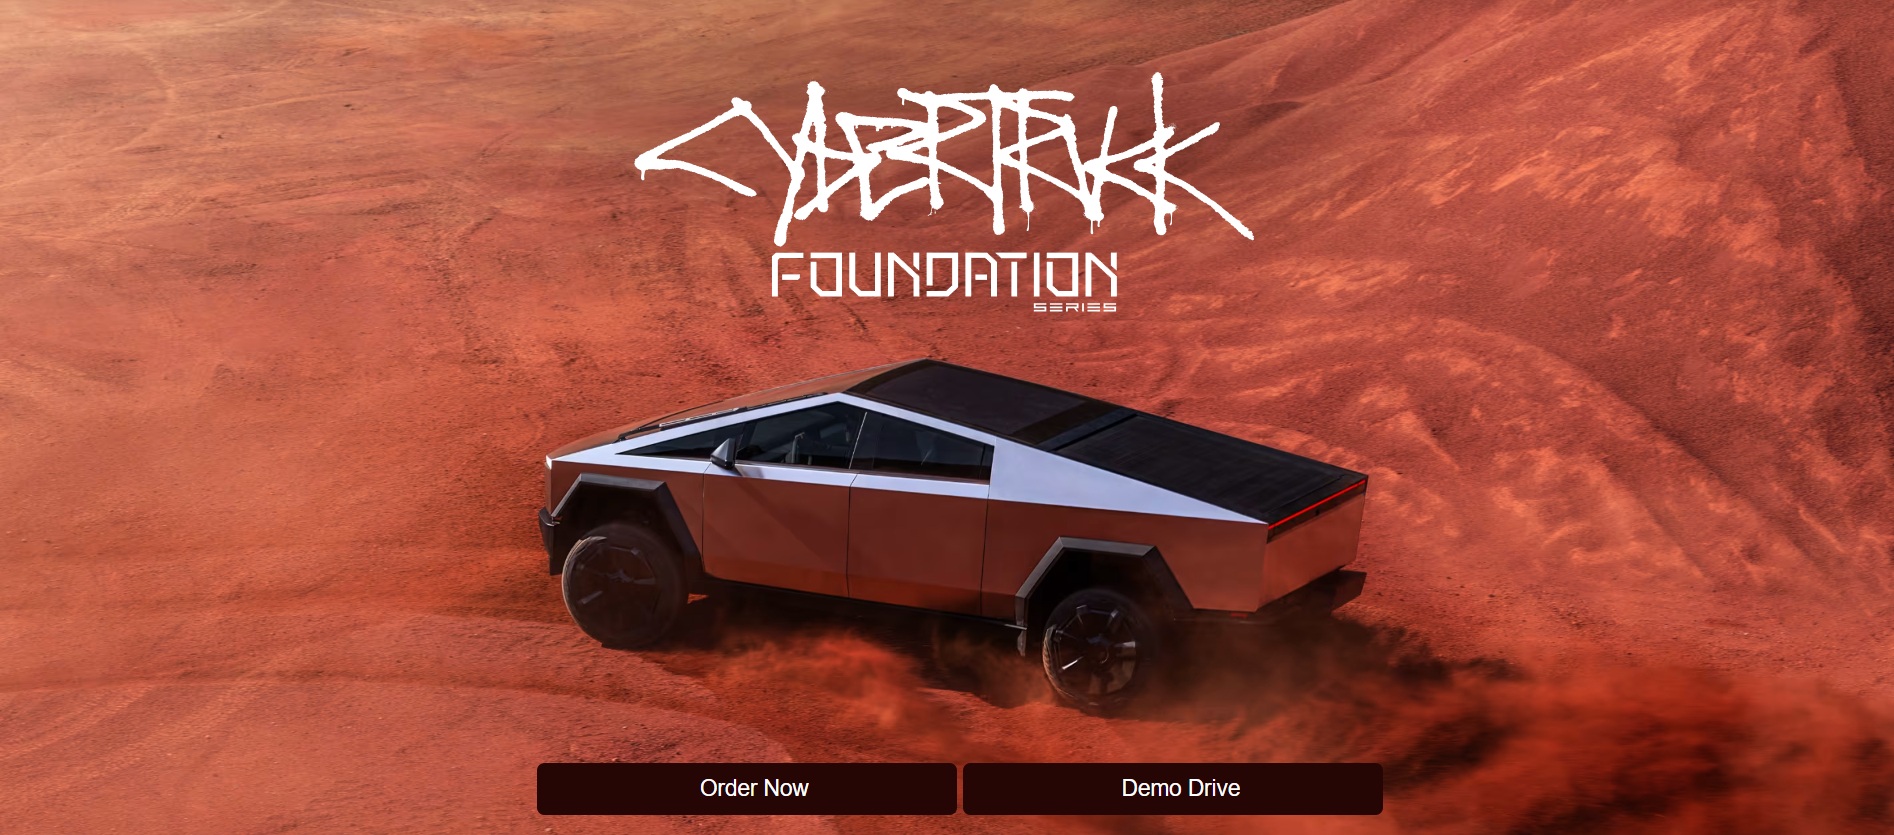 CYBERTRUCK
FOUNDATION
SERIES
Order Now
Demo Drive